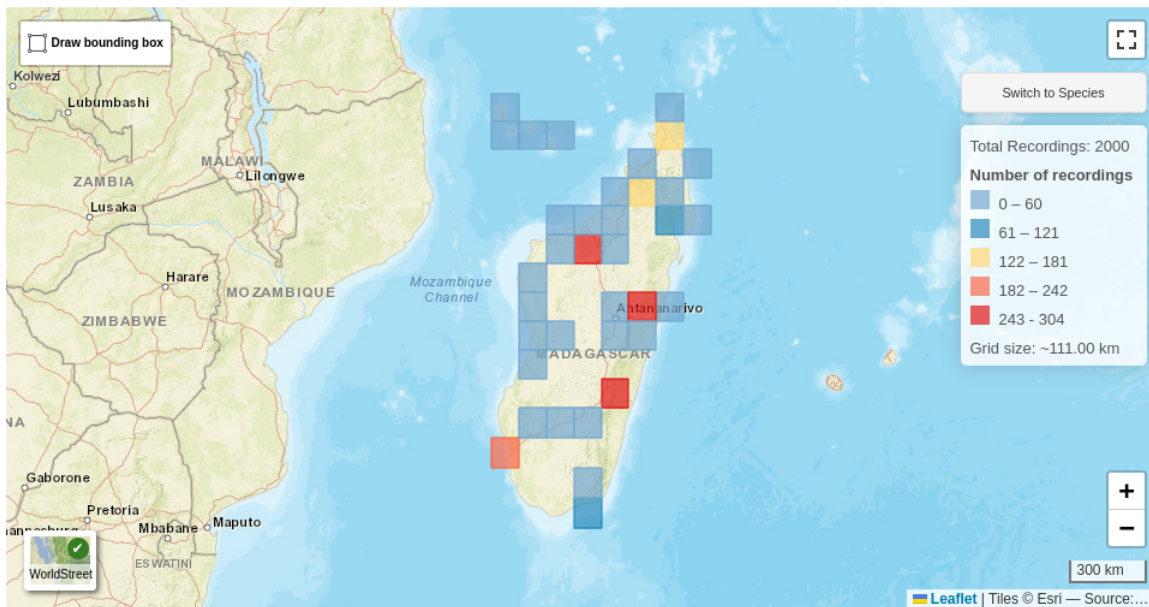 Draw bounding box
Kolwezi
Lubumbashi
MALAWI
Lilongwe
ZAMBIA
Lusaka
Harare
MOZAMBIQUE
ZIMBABWE
Mozambique
Channel
Antananarivo
MADAGASCAR
NA
Gaborone
Pretoria
annesburg
Mbabane
Maputo
ESWATINI
WorldStreet
Switch to Species
Total Recordings: 2000
Number of recordings
0 – 60
61 – 121
122 – 181
182 – 242
243 - 304
Grid size: ~111.00 km
+
−
300 km
Leaflet | Tiles © Esri — Source:…